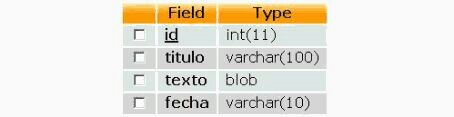 Field Type
id int(11)
titulo varchar(100)
texto blob
fecha varchar(10)